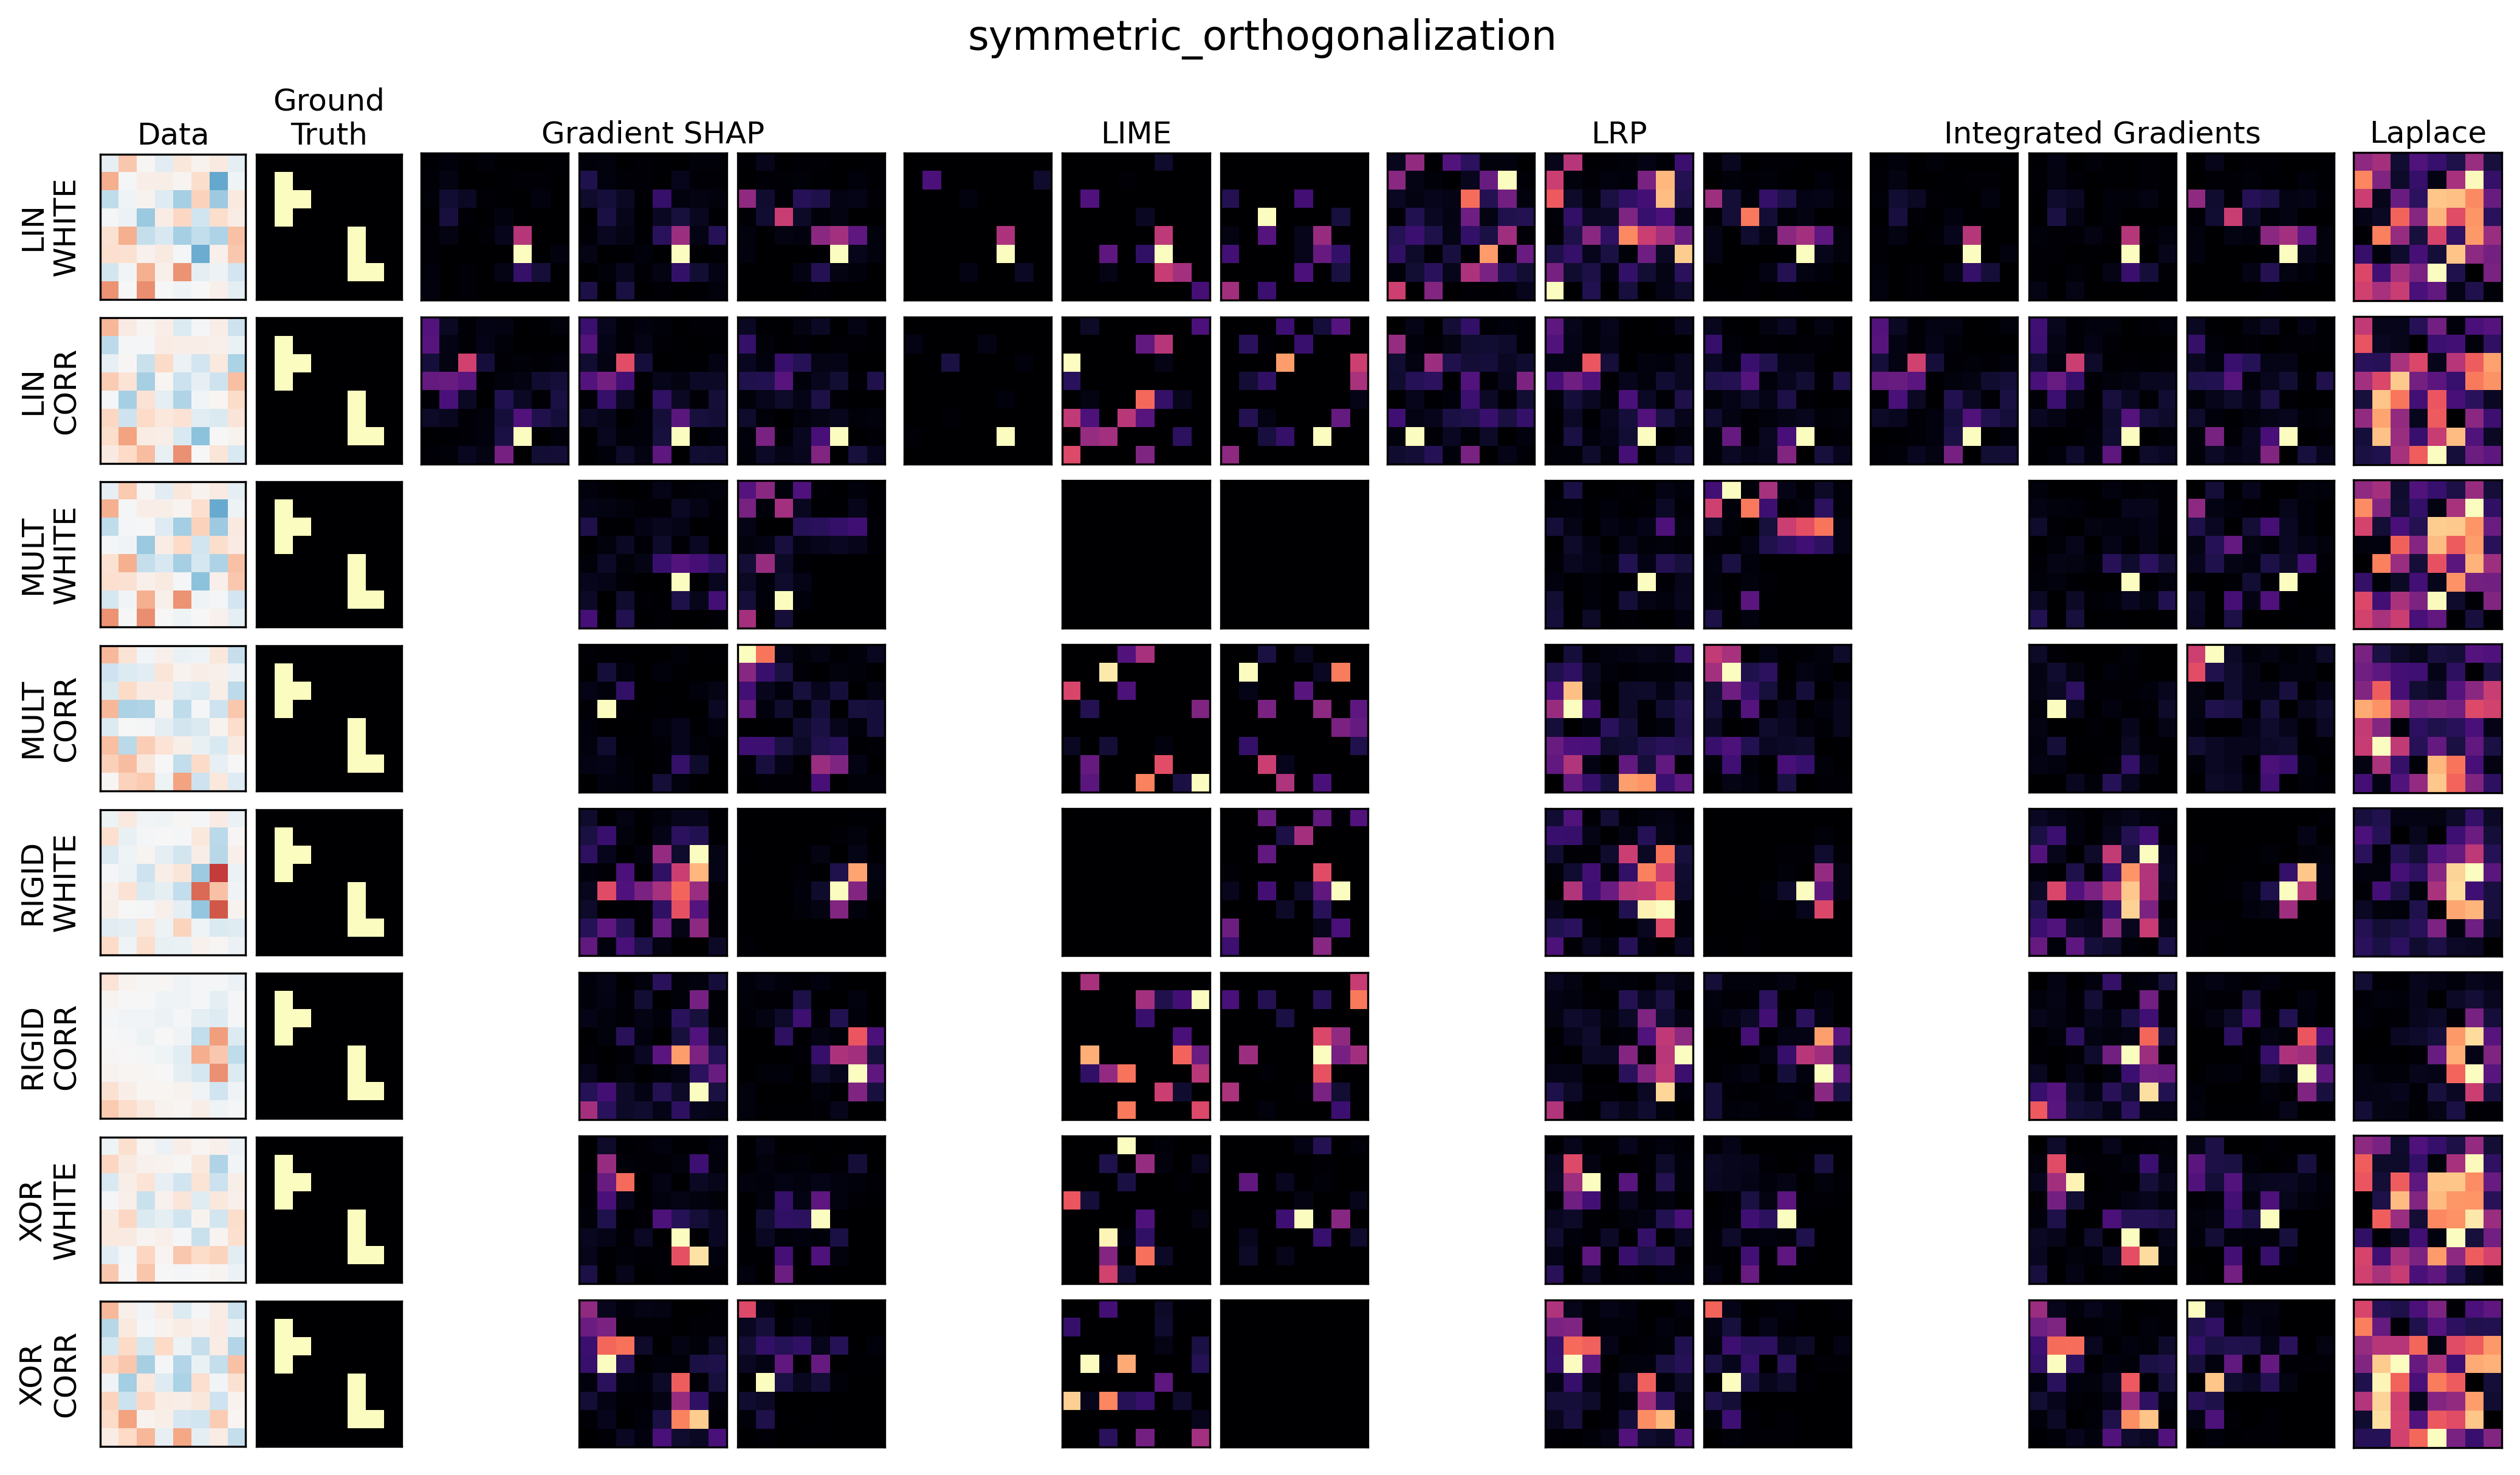 symmetric_orthogonalization
Data
Ground
Truth
Gradient SHAP
LIME
LRP
Integrated Gradients
Laplace
LIN
WHITE
LIN
CORR
MULT
WHITE
MULT
CORR
RIGID
WHITE
RIGID
CORR
XOR
WHITE
XOR
CORR